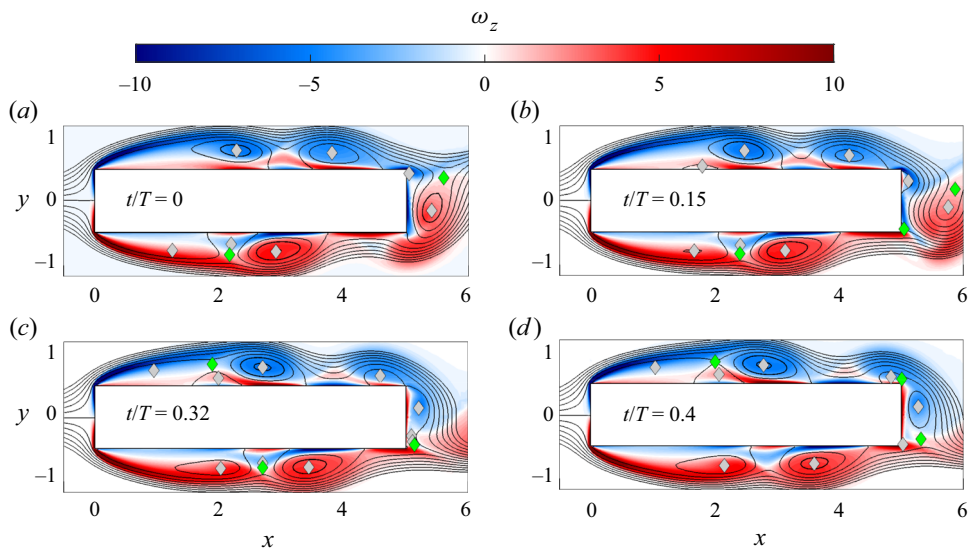 ω_z
–10 –5 0 5 10
(a) (b)
1 1
y 0 t/T = 0 0 t/T = 0.15
–1 –1
0 2 4 6 0 2 4 6
(c) (d)
1 1
y 0 t/T = 0.32 0 t/T = 0.4
–1 –1
0 2 4 6 0 2 4 6
x x